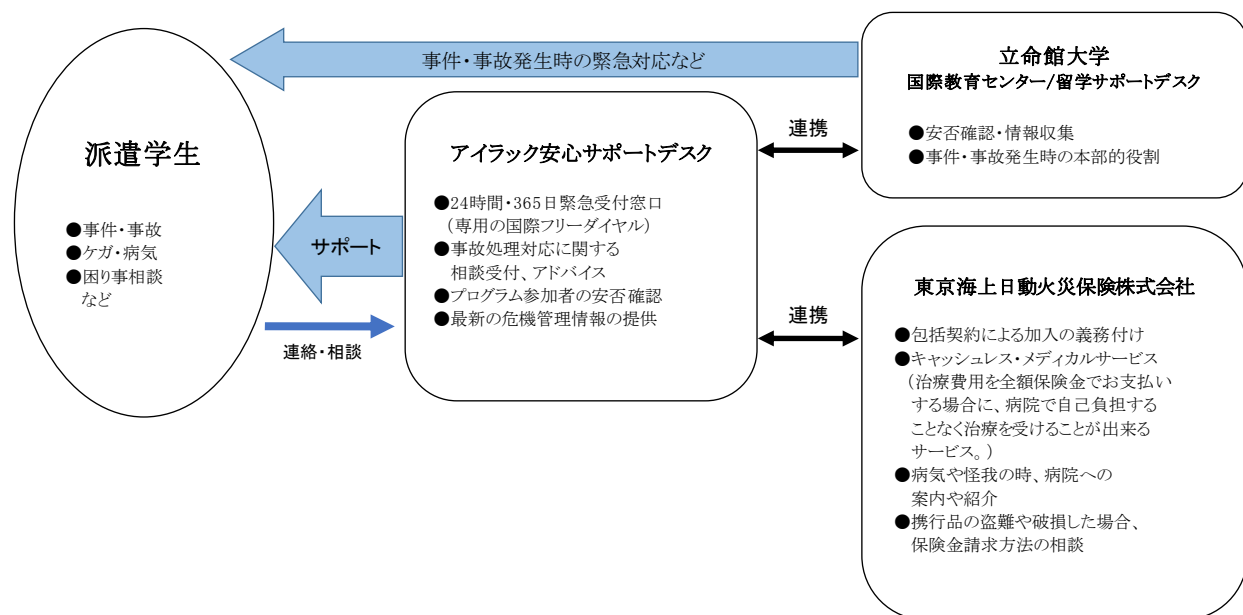 事件・事故発生時の緊急対応など
立命館大学
国際教育センター/留学サポートデスク
●安否確認・情報収集
●事件・事故発生時の本部的役割
派遣学生
●事件・事故
●ケガ・病気
●困り事相談
など
サポート
連絡・相談
アイラック安心サポートデスク
●24時間・365日緊急受付窓口
(専用の国際フリーダイヤル)
●事故処理対応に関する
相談受付、アドバイス
●プログラム参加者の安否確認
●最新の危機管理情報の提供
連携
連携
東京海上日動火災保険株式会社
●包括契約による加入の義務付け
●キャッシュレス・メディカルサービス
(治療費用を全額保険金でお支払い
する場合に、病院で自己負担する
ことなく治療を受けることが出来る
サービス。)
●病気や怪我の時、病院への
案内や紹介
●携行品の盗難や破損した場合、
保険金請求方法の相談